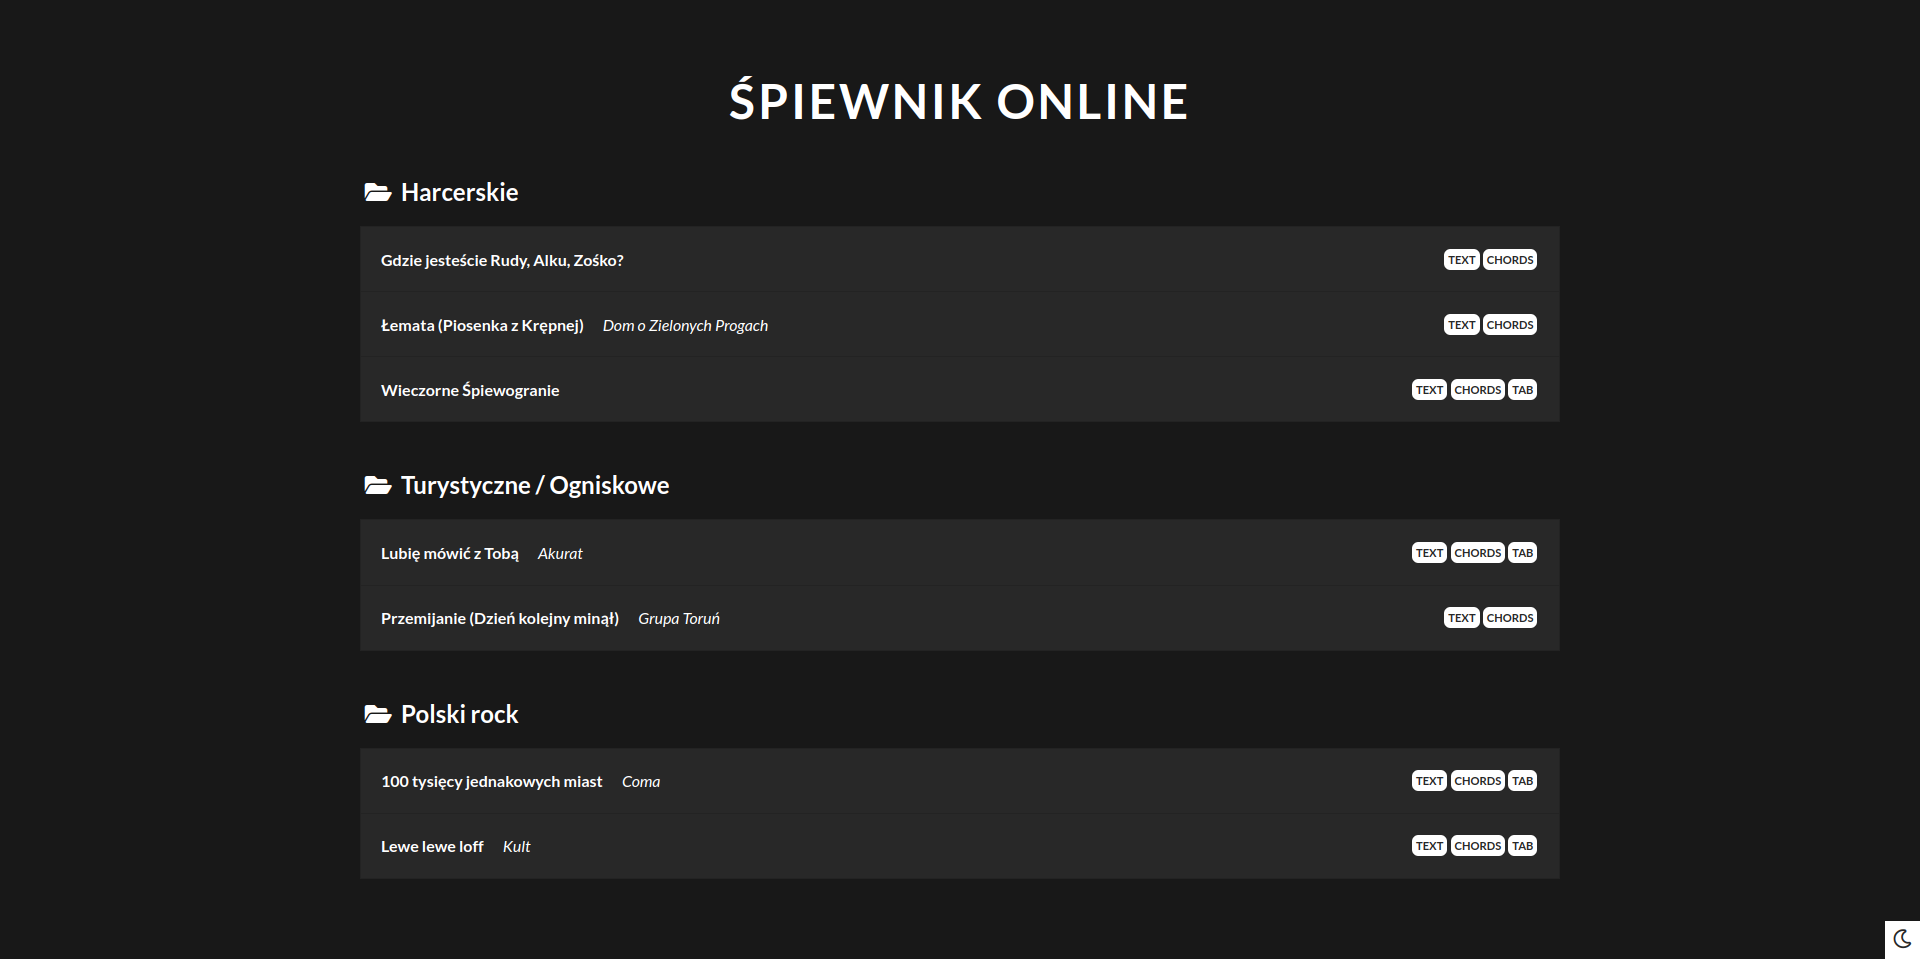 ŚPIEWNIK ONLINE
Harcerskie
Gdzie jesteście Rudy, Alku, Zośko? TEXT CHORDS
Łemata (Piosenka z Krępnej) Dom o Zielonych Progach TEXT CHORDS
Wieczorne Śpiewogranie TEXT CHORDS TAB
Turystyczne / Ogniskowe
Lubię mówić z Tobą Akurat TEXT CHORDS TAB
Przemijanie (Dzień kolejny minął) Grupa Toruń TEXT CHORDS
Polski rock
100 tysięcy jednakowych miast Coma TEXT CHORDS TAB
Lewe lewe loff Kult TEXT CHORDS TAB